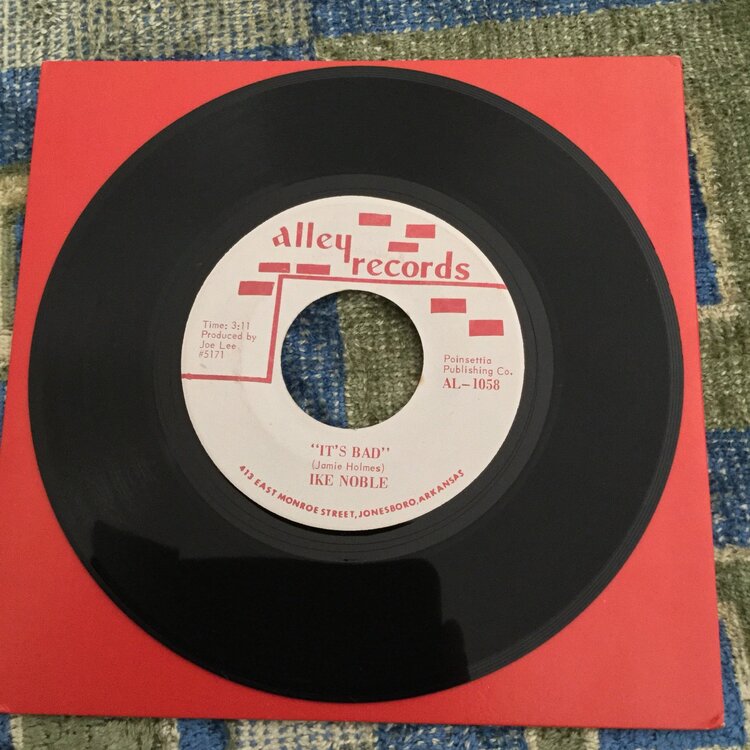 alley
records
Time: 3:11
Produced by
Joe Lee
#5171
Poinsettia
Publishing Co.
AL-1058
"IT'S BAD"
(Jamie Holmes)
IKE NOBLE
413 EAST MONROE STREET, JONESBORO, ARKANSAS